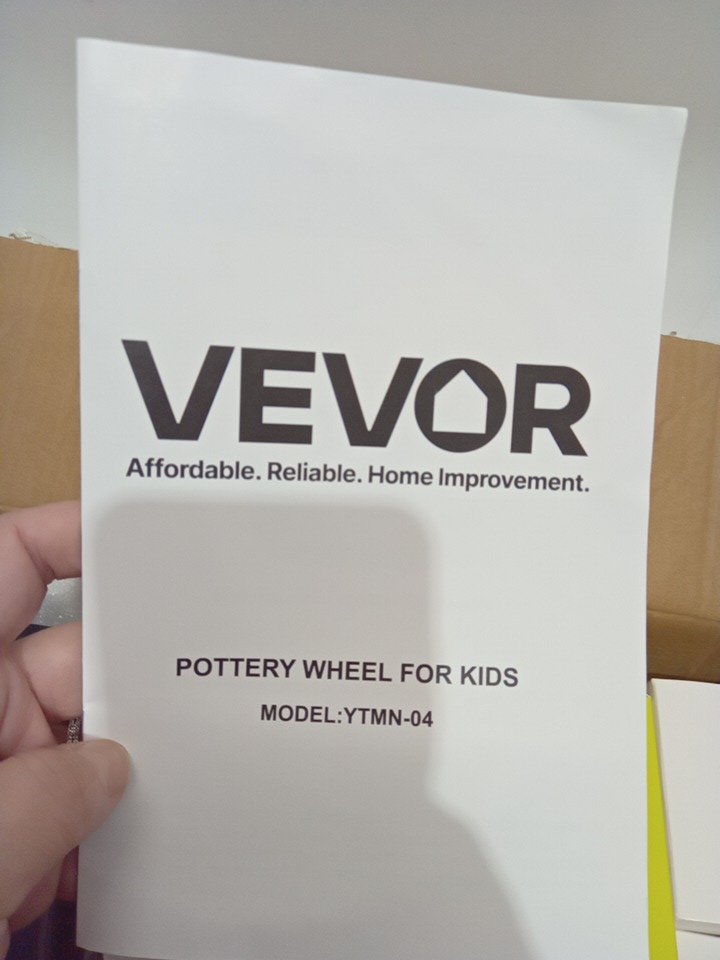 VEVOR
Affordable. Reliable. Home Improvement.
POTTERY WHEEL FOR KIDS
MODEL:YTMN-04